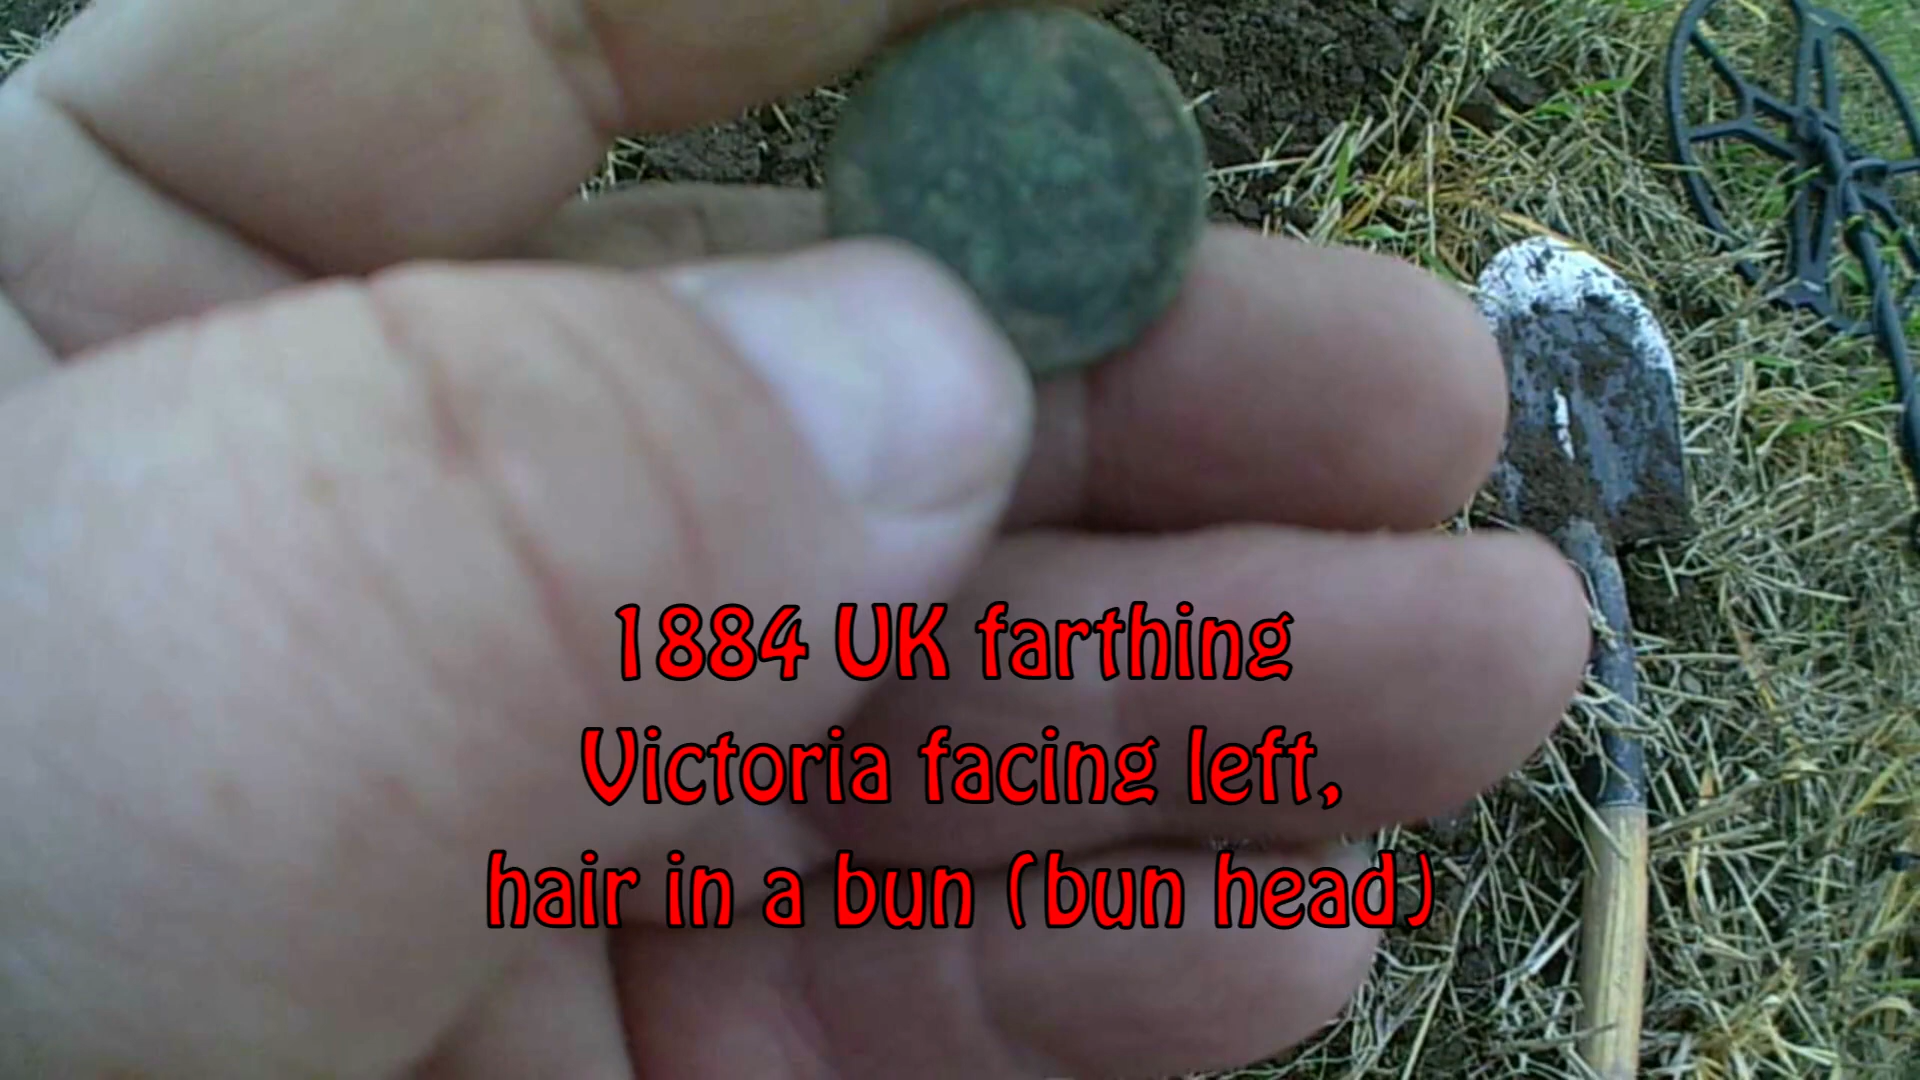 1884 UK farthing
Victoria facing left,
hair in a bun (bun head)